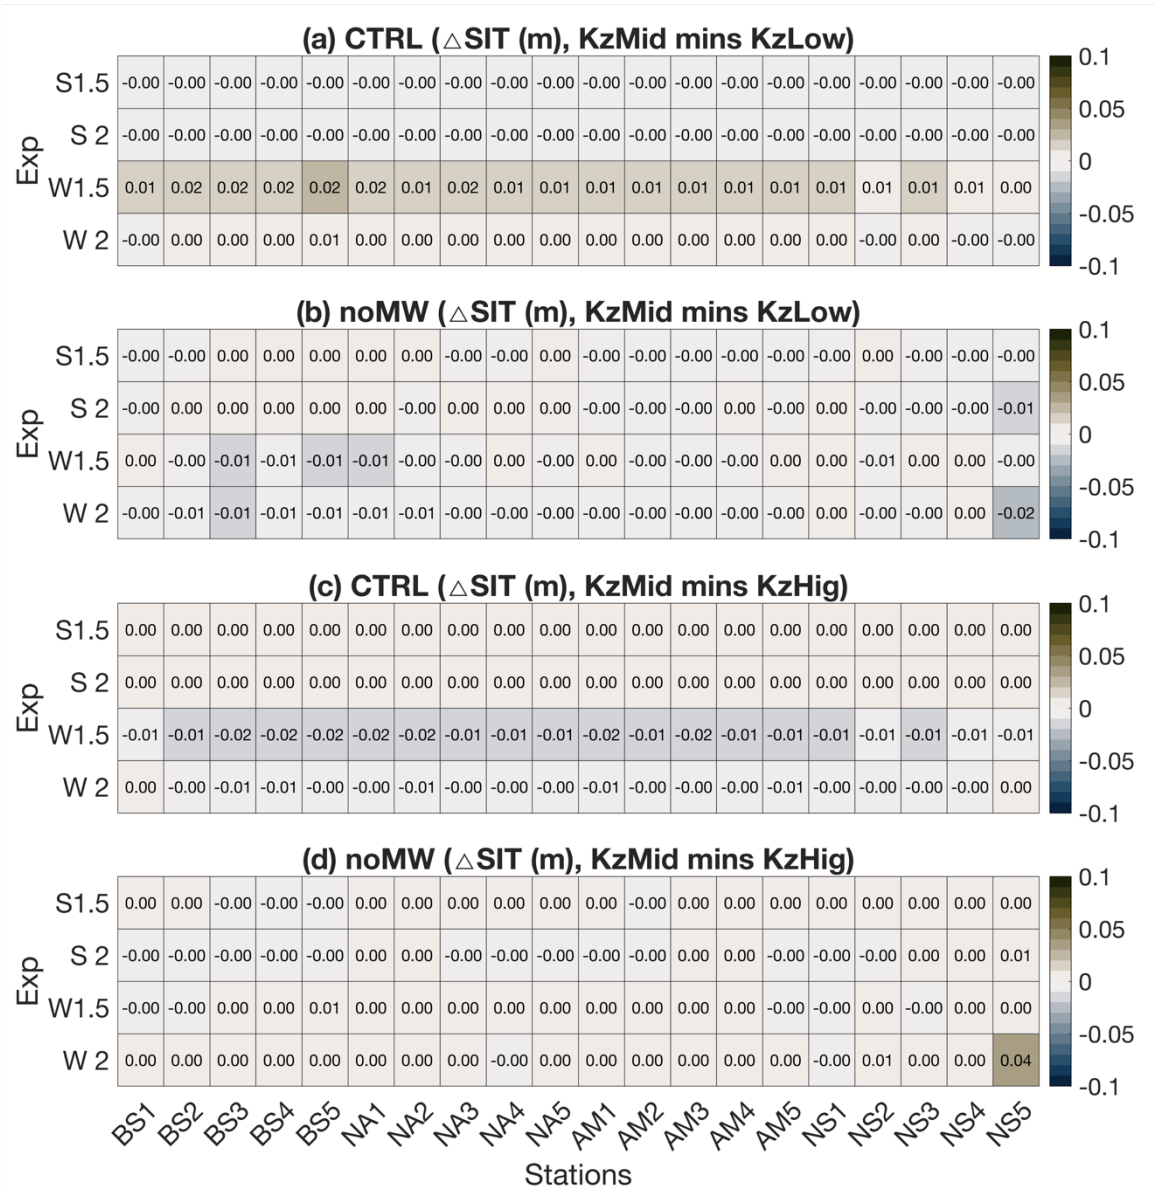 (a) CTRL (△SIT (m), KzMid mins KzLow)
S1.5 -0.00 -0.00 -0.00 -0.00 -0.00 -0.00 -0.00 -0.00 -0.00 -0.00 -0.00 -0.00 -0.00 -0.00 -0.00 -0.00 -0.00 -0.00 -0.00 -0.00
S 2 -0.00 -0.00 -0.00 -0.00 -0.00 -0.00 -0.00 -0.00 -0.00 -0.00 -0.00 -0.00 -0.00 -0.00 -0.00 -0.00 -0.00 -0.00 -0.00 -0.00
W1.5 0.01 0.02 0.02 0.02 0.02 0.02 0.01 0.02 0.01 0.01 0.01 0.01 0.01 0.01 0.01 0.01 0.01 0.01 0.01 0.00
W 2 -0.00 0.00 0.00 0.00 0.01 0.00 0.00 0.00 0.00 0.00 0.00 0.00 0.00 0.00 0.00 0.00 -0.00 0.00 -0.00 -0.00
Exp
0.1
0.05
0
-0.05
-0.1
(b) noMW (△SIT (m), KzMid mins KzLow)
S1.5 -0.00 -0.00 0.00 0.00 0.00 0.00 0.00 -0.00 -0.00 0.00 -0.00 -0.00 -0.00 -0.00 -0.00 -0.00 0.00 -0.00 -0.00 -0.00
S 2 -0.00 0.00 0.00 0.00 0.00 0.00 -0.00 0.00 0.00 0.00 -0.00 -0.00 -0.00 0.00 -0.00 0.00 -0.00 -0.00 -0.00 -0.01
W1.5 0.00 -0.00 -0.01 -0.01 -0.01 -0.01 -0.00 -0.00 0.00 -0.00 0.00 -0.00 -0.00 -0.00 0.00 0.00 -0.01 0.00 0.00 -0.00
W 2 -0.00 -0.01 -0.01 -0.01 -0.01 -0.01 -0.01 -0.00 -0.00 -0.00 -0.00 -0.00 -0.00 -0.00 -0.00 0.00 -0.00 -0.00 0.00 -0.02
Exp
0.1
0.05
0
-0.05
-0.1
(c) CTRL (△SIT (m), KzMid mins KzHig)
S1.5 0.00 0.00 0.00 0.00 0.00 0.00 0.00 0.00 0.00 0.00 0.00 0.00 0.00 0.00 0.00 0.00 0.00 0.00 0.00 0.00
S 2 0.00 0.00 0.00 0.00 0.00 0.00 0.00 0.00 0.00 0.00 0.00 0.00 0.00 0.00 0.00 0.00 0.00 0.00 0.00 0.00
W1.5 -0.01 -0.01 -0.02 -0.02 -0.02 -0.02 -0.02 -0.01 -0.01 -0.01 -0.02 -0.01 -0.02 -0.01 -0.01 -0.01 -0.01 -0.01 -0.01 -0.01
W 2 0.00 -0.00 -0.01 -0.01 -0.00 -0.00 -0.01 -0.00 -0.00 -0.00 -0.01 -0.00 -0.00 -0.00 -0.01 -0.00 -0.00 -0.00 -0.00 0.00
Exp
0.1
0.05
0
-0.05
-0.1
(d) noMW (△SIT (m), KzMid mins KzHig)
S1.5 0.00 0.00 -0.00 -0.00 -0.00 0.00 0.00 0.00 0.00 0.00 0.00 -0.00 0.00 0.00 0.00 0.00 0.00 0.00 0.00 0.00
S 2 -0.00 -0.00 -0.00 -0.00 -0.00 0.00 0.00 -0.00 -0.00 -0.00 -0.00 -0.00 0.00 0.00 -0.00 -0.00 -0.00 0.00 0.00 0.01
W1.5 -0.00 -0.00 0.00 0.00 0.01 0.00 0.00 0.00 0.00 0.00 0.00 0.00 0.00 0.00 -0.00 -0.00 0.00 -0.00 0.00 0.00
W 2 0.00 0.00 0.00 0.00 0.00 0.00 0.00 0.00 -0.00 0.00 0.00 0.00 0.00 0.00 0.00 -0.00 0.01 0.00 0.00 0.04
Exp
0.1
0.05
0
-0.05
-0.1
BS1 BS2 BS3 BS4 BS5 NA1 NA2 NA3 NA4 NA5 AM1 AM2 AM3 AM4 AM5 NS1 NS2 NS3 NS4 NS5
Stations